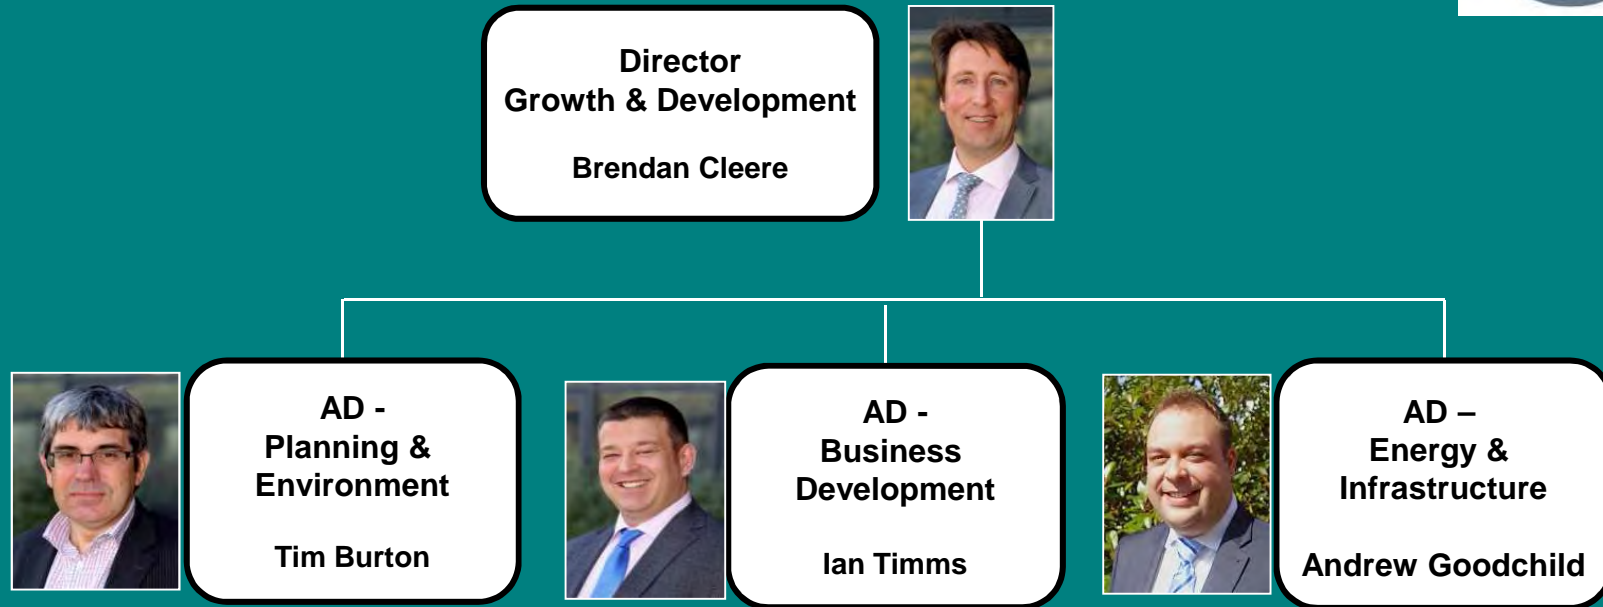 Director
Growth & Development
Brendan Cleere
AD -
Planning &
Environment
Tim Burton
AD -
Business
Development
Ian Timms
AD –
Energy &
Infrastructure
Andrew Goodchild